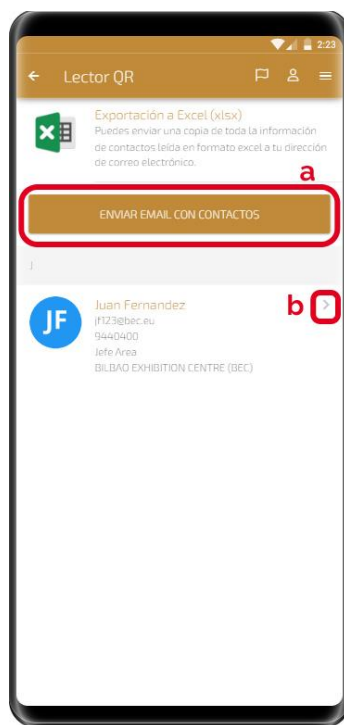 2:23
Lector QR
Exportación a Excel (xlsx)
Puedes enviar una copia de toda la información
de contactos leída en formato excel a tu dirección
de correo electrónico.
a
ENVIAR EMAIL CON CONTACTOS
J
JF
Juan Fernandez
b
jf123@bec.eu
9440400
Jefe Area
BILBAO EXHIBITION CENTRE (BEC)